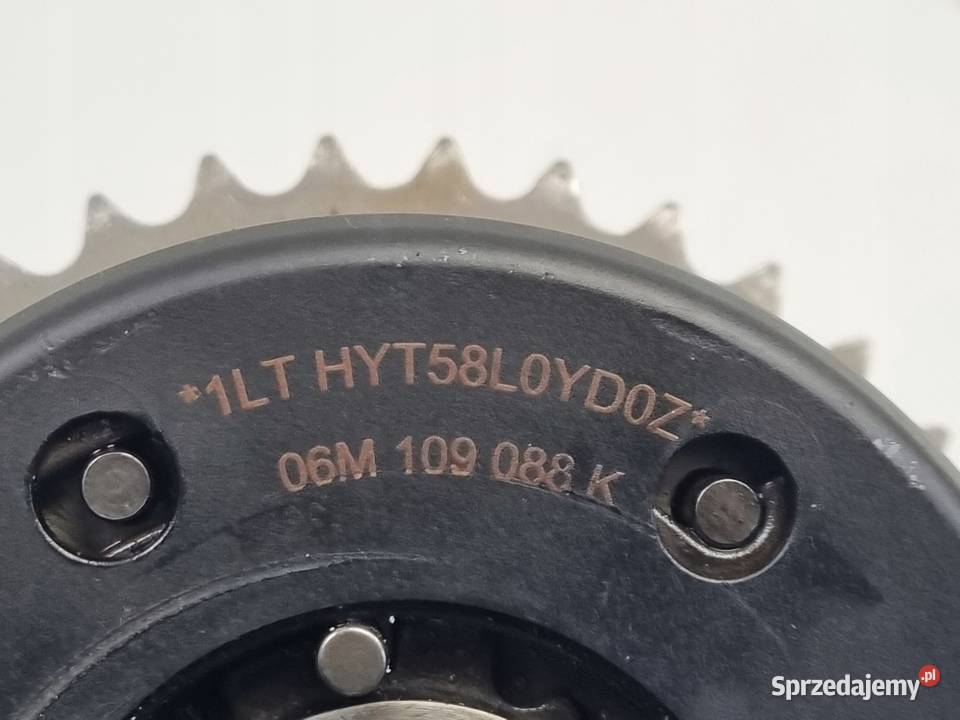 *1LT HYT58L0YD0Z*
06M 109 088 K
Sprzedajemy.pl